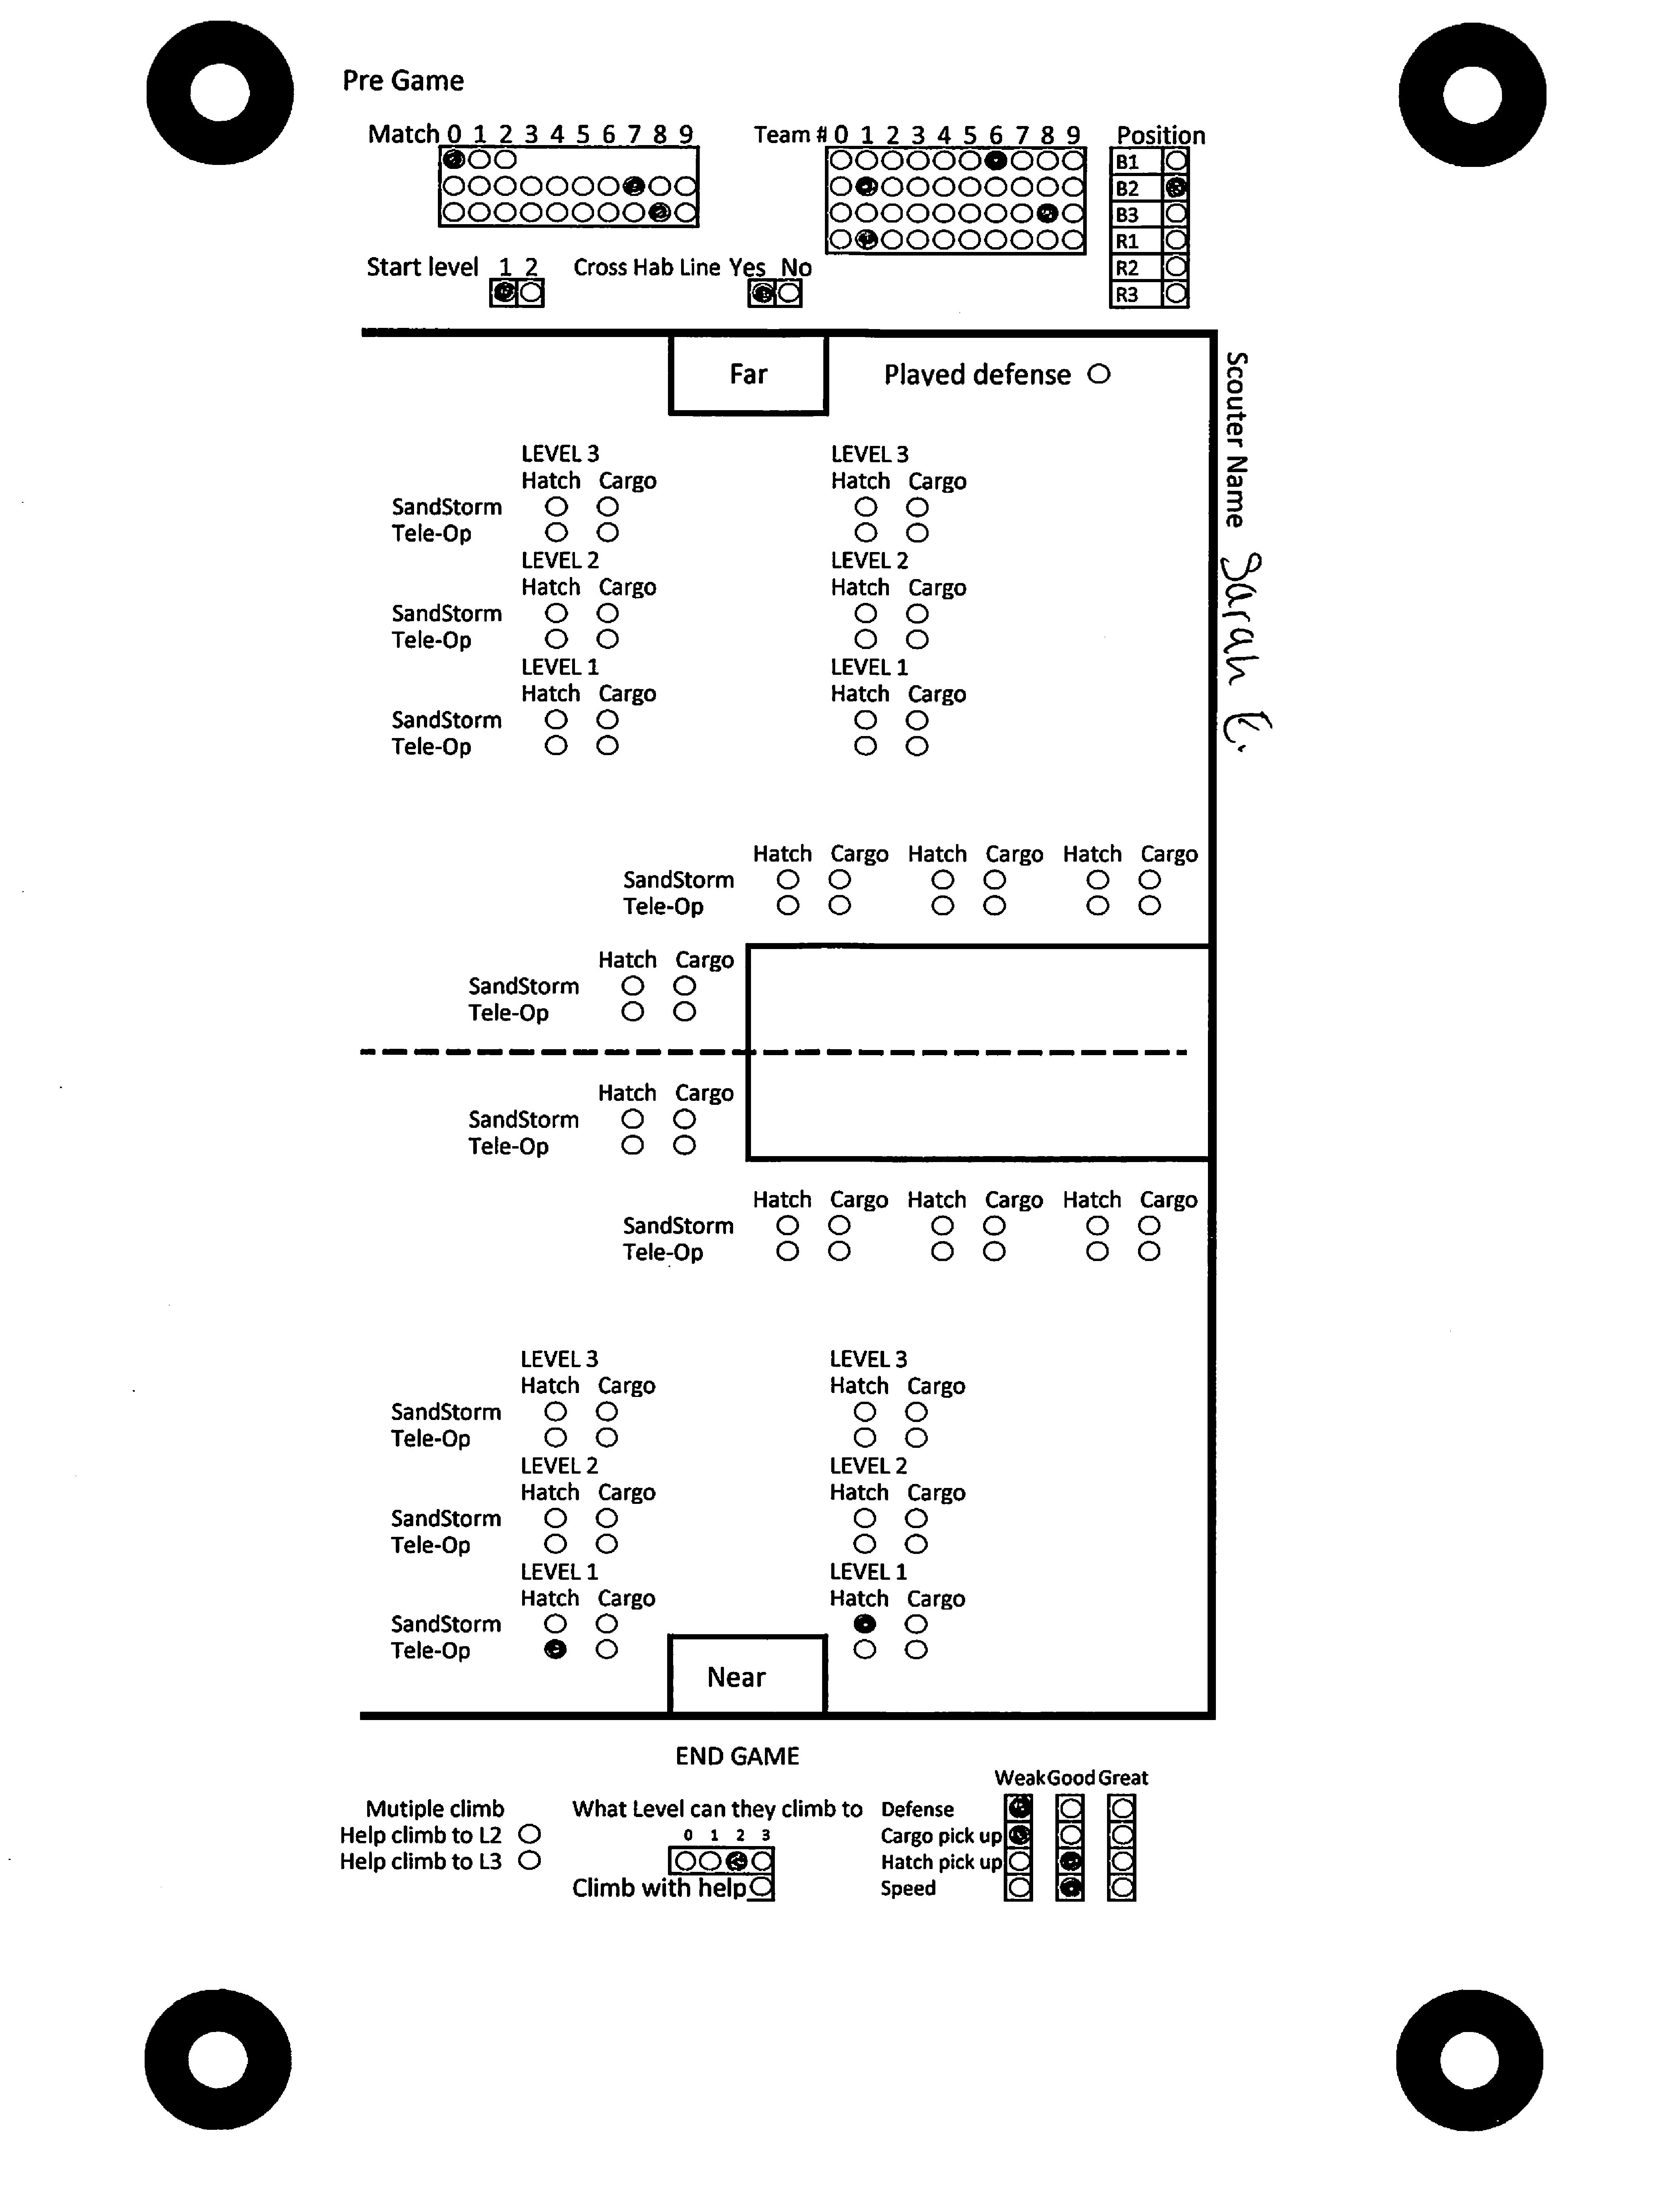 Pre Game
Match 0 1 2 3 4 5 6 7 8 9
Team # 0 1 2 3 4 5 6 7 8 9
Position
B1
B2
B3
R1
R2
R3
Start level 1 2
Cross Hab Line Yes No
Far
Played defense
Scouter Name Sarah
LEVEL 3 LEVEL 3
Hatch Cargo Hatch Cargo
SandStorm
Tele-Op
LEVEL 2 LEVEL 2
Hatch Cargo Hatch Cargo
SandStorm
Tele-Op
LEVEL 1 LEVEL 1
Hatch Cargo Hatch Cargo
SandStorm
Tele-Op
Hatch Cargo Hatch Cargo Hatch Cargo
SandStorm
Tele-Op
Hatch Cargo
SandStorm
Tele-Op
Hatch Cargo
SandStorm
Tele-Op
Hatch Cargo Hatch Cargo Hatch Cargo
SandStorm
Tele-Op
LEVEL 3 LEVEL 3
Hatch Cargo Hatch Cargo
SandStorm
Tele-Op
LEVEL 2 LEVEL 2
Hatch Cargo Hatch Cargo
SandStorm
Tele-Op
LEVEL 1 LEVEL 1
Hatch Cargo Hatch Cargo
SandStorm
Tele-Op
Near
END GAME
Mutiple climb
Help climb to L2
Help climb to L3
What Level can they climb to
0 1 2 3
Climb with help
Weak Good Great
Defense
Cargo pick up
Hatch pick up
Speed